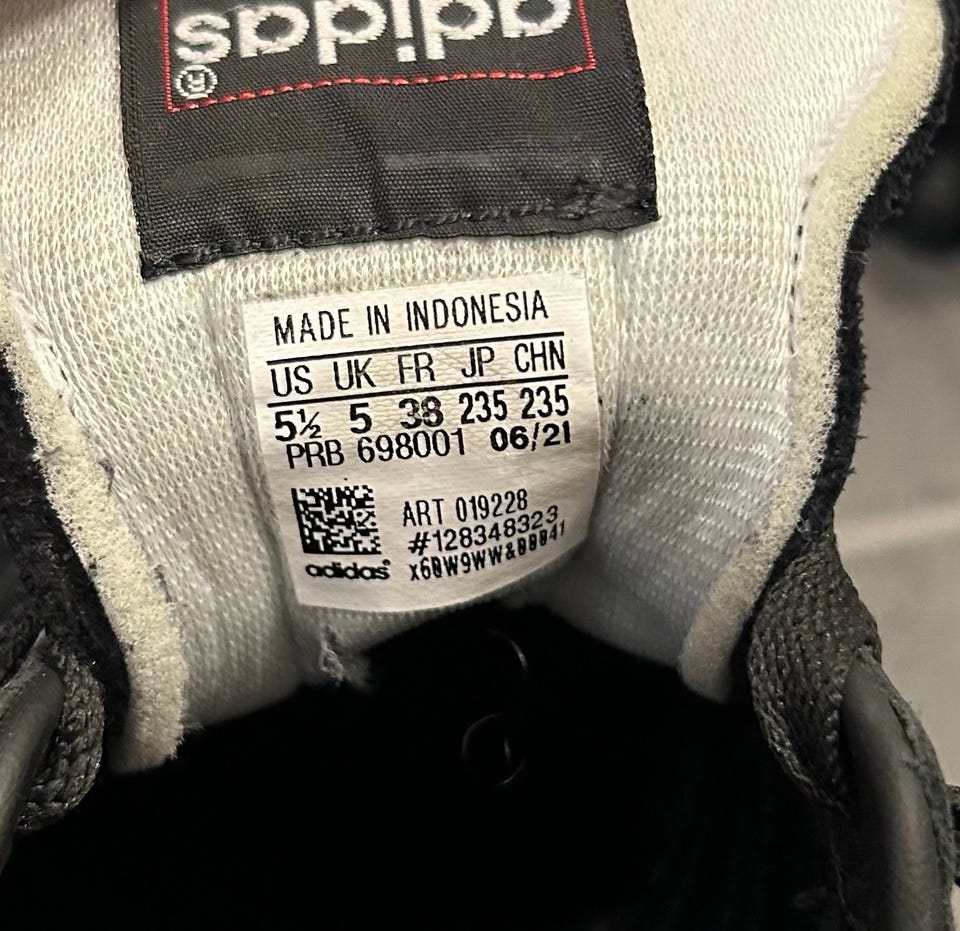 adidas®
MADE IN INDONESIA
US UK FR JP CHN
5½ 5 38 235 235
PRB 698001 06/21
ART 019228
#128348323
adidas®